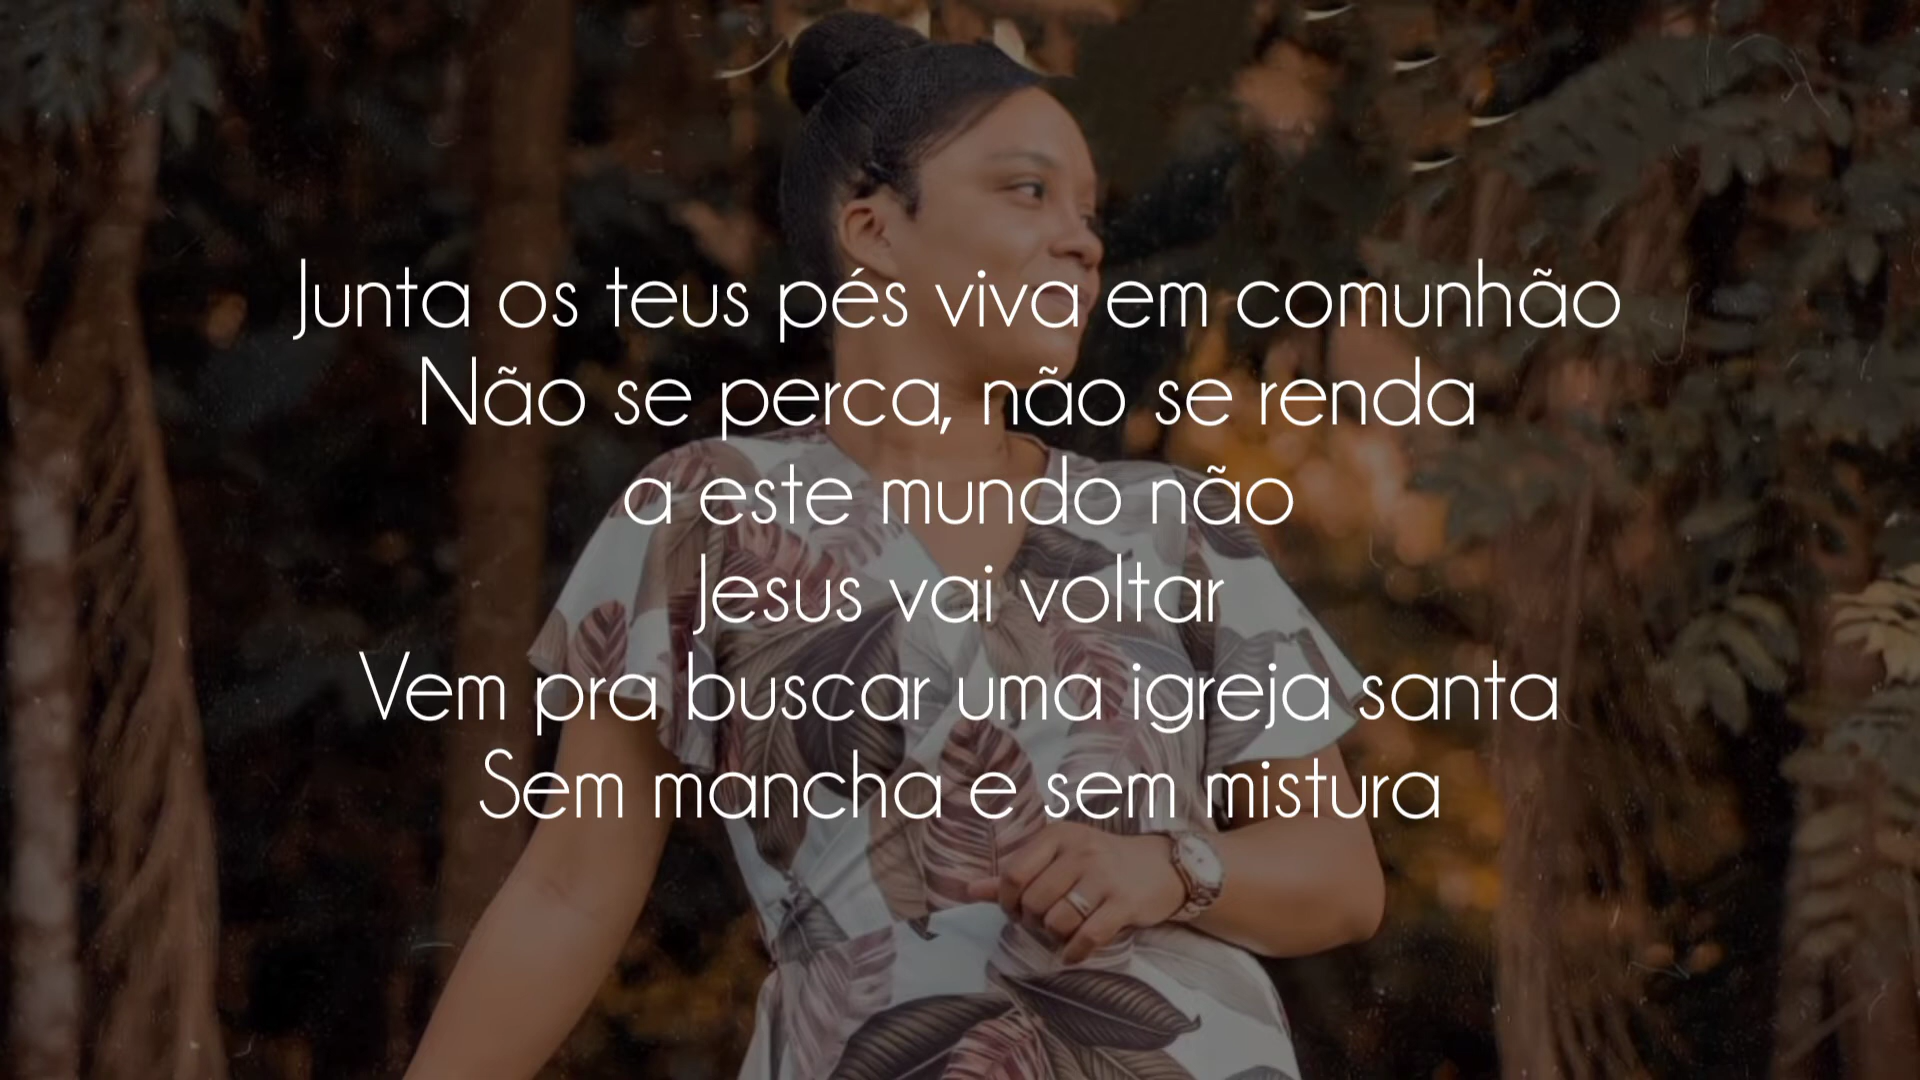 Junta os teus pés viva em comunhão
Não se perca, não se renda
a este mundo não
Jesus vai voltar
Vem pra buscar uma igreja santa
Sem mancha e sem mistura